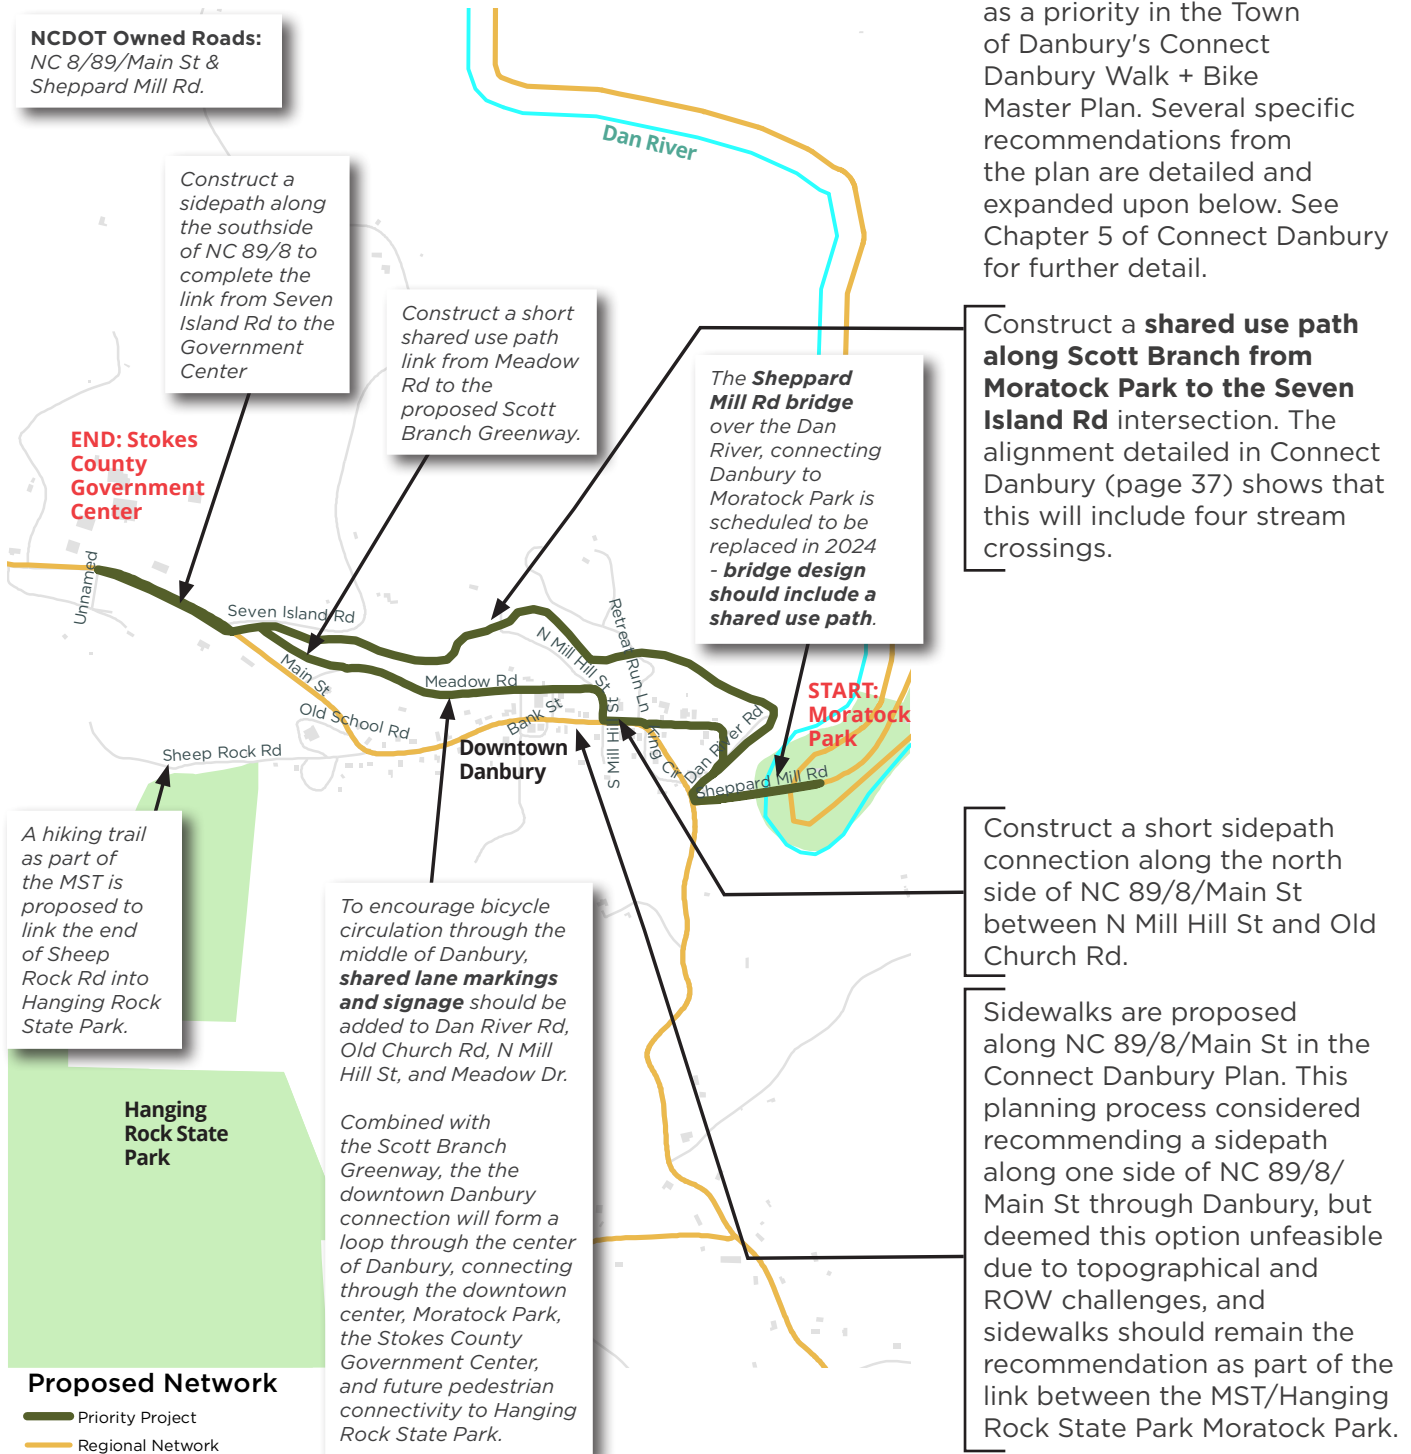 NCDOT Owned Roads:
NC 8/89/Main St &
Sheppard Mill Rd.
Construct a
sidepath along
the southside
of NC 89/8 to
complete the
link from Seven
Island Rd to the
Government
Center
Construct a short
shared use path
link from Meadow
Rd to the
proposed Scott
Branch Greenway.
The Sheppard
Mill Rd bridge
over the Dan
River, connecting
Danbury to
Moratock Park is
scheduled to be
replaced in 2024
- bridge design
should include a
shared use path.
Dan River
END: Stokes
County
Government
Center
Unnamed
Seven Island Rd
Main St
Old School Rd
Sheep Rock Rd
Meadow Rd
Bank St
N Mill Hill St
S Mill Hill St
Retreat Run Ln
King Cir
Dan River Rd
Sheppard Mill Rd
Downtown
Danbury
START:
Moratock
Park
A hiking trail
as part of
the MST is
proposed to
link the end
of Sheep
Rock Rd into
Hanging Rock
State Park.
Hanging
Rock State
Park
To encourage bicycle
circulation through the
middle of Danbury,
shared lane markings
and signage should be
added to Dan River Rd,
Old Church Rd, N Mill
Hill St, and Meadow Dr.
Combined with
the Scott Branch
Greenway, the the
downtown Danbury
connection will form a
loop through the center
of Danbury, connecting
through the downtown
center, Moratock Park,
the Stokes County
Government Center,
and future pedestrian
connectivity to Hanging
Rock State Park.
Proposed Network
Priority Project
Regional Network
as a priority in the Town
of Danbury's Connect
Danbury Walk + Bike
Master Plan. Several specific
recommendations from
the plan are detailed and
expanded upon below. See
Chapter 5 of Connect Danbury
for further detail.
Construct a shared use path
along Scott Branch from
Moratock Park to the Seven
Island Rd intersection. The
alignment detailed in Connect
Danbury (page 37) shows that
this will include four stream
crossings.
Construct a short sidepath
connection along the north
side of NC 89/8/Main St
between N Mill Hill St and Old
Church Rd.
Sidewalks are proposed
along NC 89/8/Main St in the
Connect Danbury Plan. This
planning process considered
recommending a sidepath
along one side of NC 89/8/
Main St through Danbury, but
deemed this option unfeasible
due to topographical and
ROW challenges, and
sidewalks should remain the
recommendation as part of the
link between the MST/Hanging
Rock State Park Moratock Park.